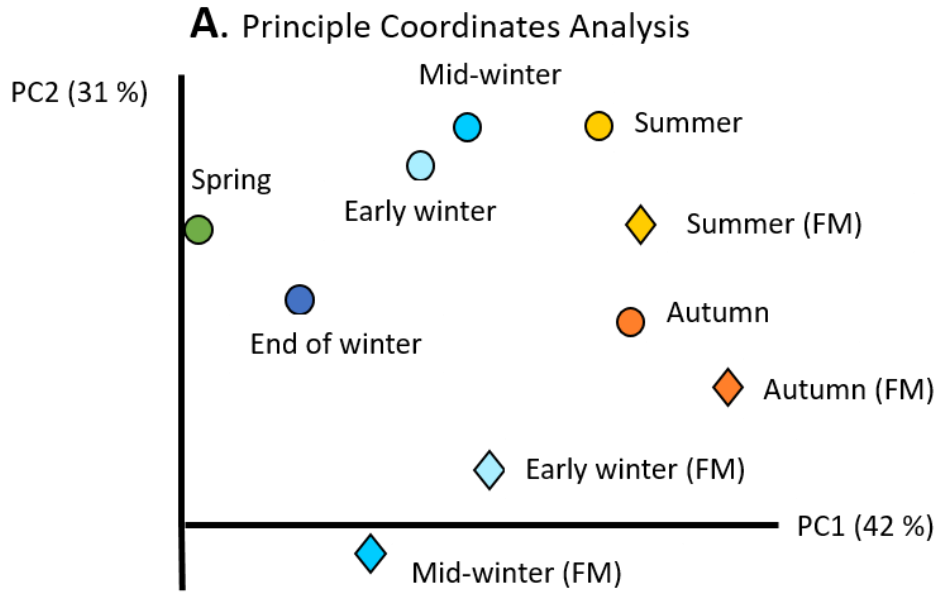 A. Principle Coordinates Analysis
PC2 (31 %)
Mid-winter
Summer
Spring
Early winter
Summer (FM)
Autumn
End of winter
Autumn (FM)
Early winter (FM)
PC1 (42 %)
Mid-winter (FM)